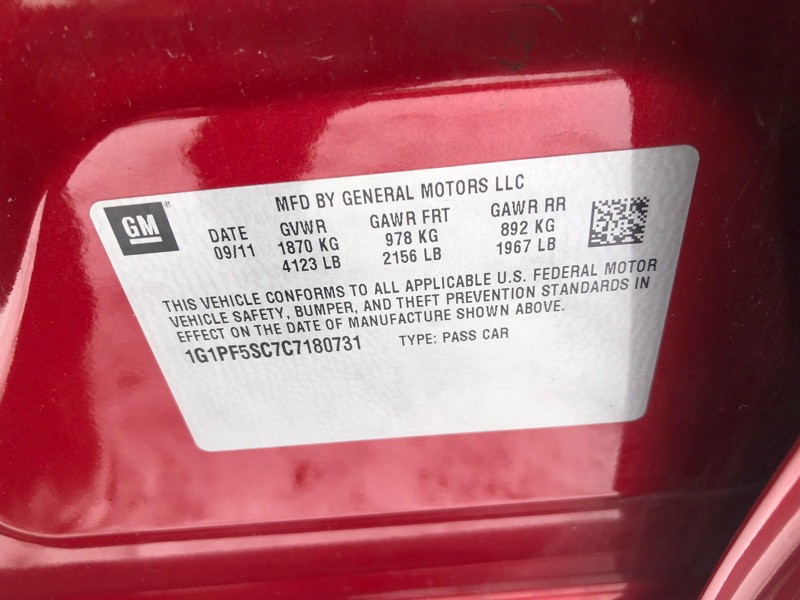 MFD BY GENERAL MOTORS LLC
GM®
DATE GVWR GAWR FRT GAWR RR
09/11 1870 KG 978 KG 892 KG
4123 LB 2156 LB 1967 LB
THIS VEHICLE CONFORMS TO ALL APPLICABLE U.S. FEDERAL MOTOR
VEHICLE SAFETY, BUMPER, AND THEFT PREVENTION STANDARDS IN
EFFECT ON THE DATE OF MANUFACTURE SHOWN ABOVE.
1G1PF5SC7C7180731 TYPE: PASS CAR